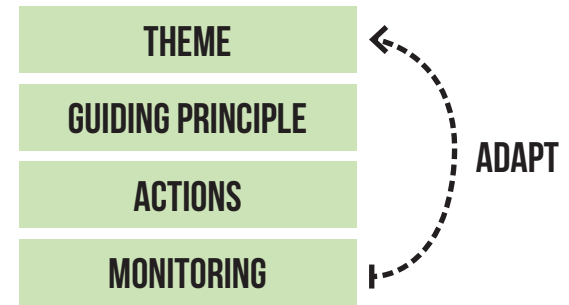 THEME
GUIDING PRINCIPLE
ACTIONS
MONITORING
ADAPT